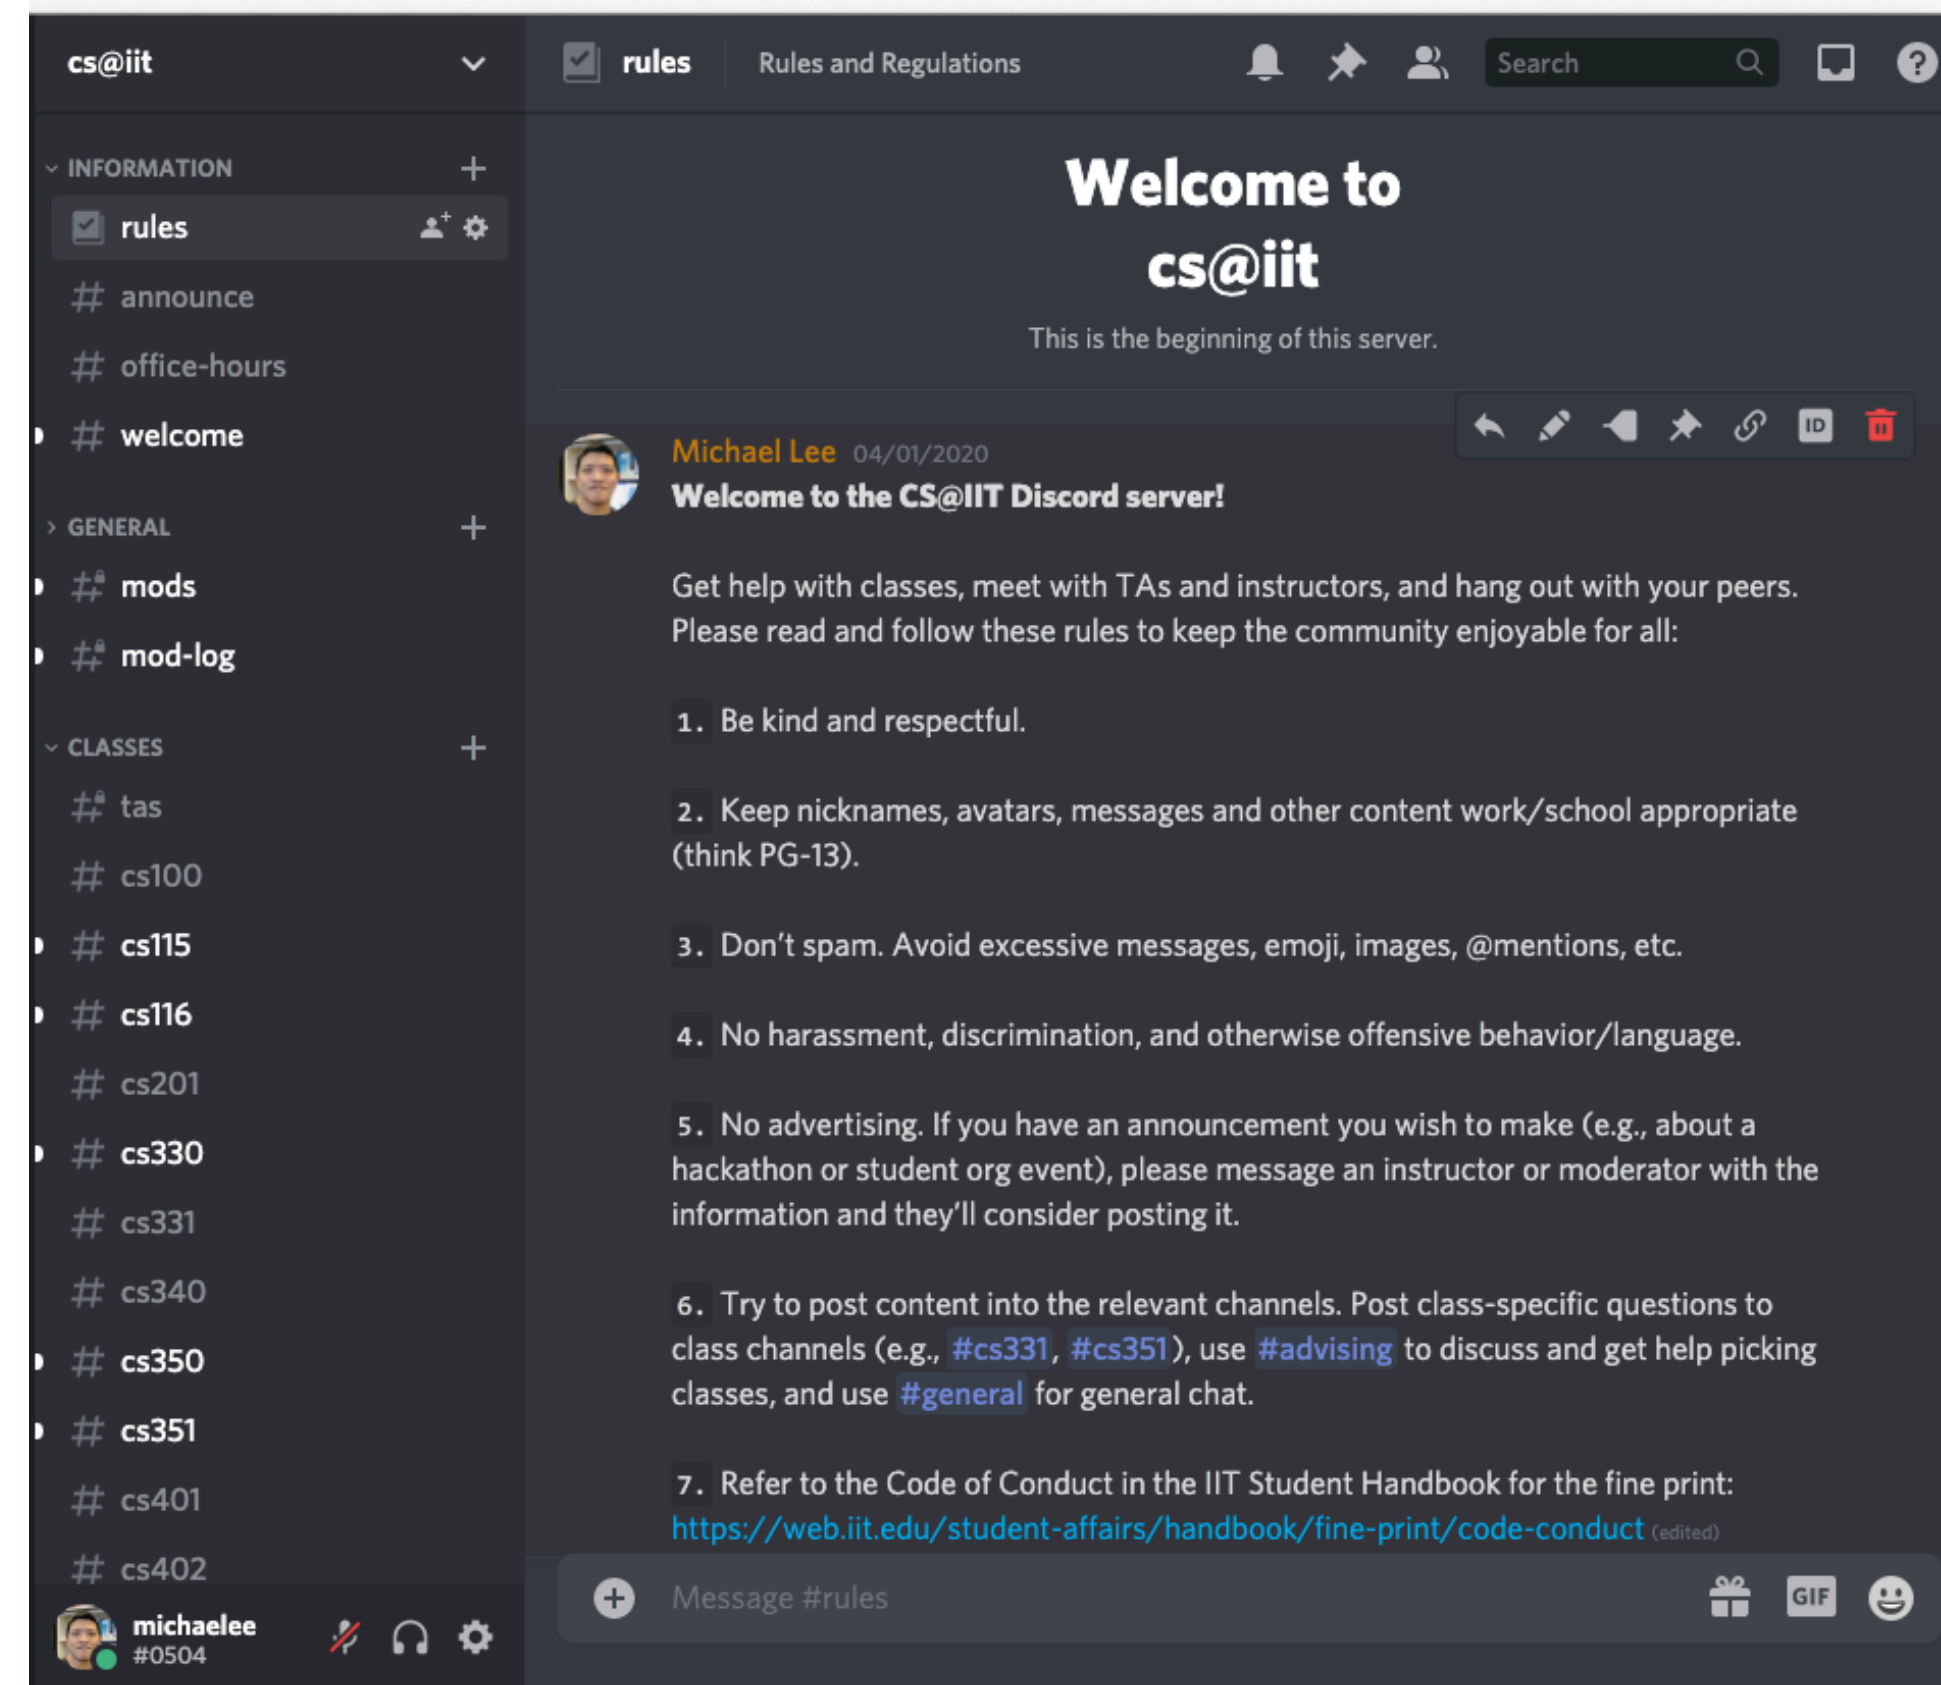 cs@iit
INFORMATION
rules
announce
office-hours
welcome
GENERAL
mods
mod-log
CLASSES
tas
cs100
cs115
cs116
cs201
cs330
cs331
cs340
cs350
cs351
cs401
cs402
michaelee
#0504
rules
Rules and Regulations
Search
Welcome to
cs@iit
This is the beginning of this server.
ID
Michael Lee 04/01/2020
Welcome to the CS@IIT Discord server!
Get help with classes, meet with TAs and instructors, and hang out with your peers.
Please read and follow these rules to keep the community enjoyable for all:
1. Be kind and respectful.
2. Keep nicknames, avatars, messages and other content work/school appropriate
(think PG-13).
3. Don't spam. Avoid excessive messages, emoji, images, @mentions, etc.
4. No harassment, discrimination, and otherwise offensive behavior/language.
5. No advertising. If you have an announcement you wish to make (e.g., about a
hackathon or student org event), please message an instructor or moderator with the
information and they'll consider posting it.
6. Try to post content into the relevant channels. Post class-specific questions to
class channels (e.g., #cs331, #cs351), use #advising to discuss and get help picking
classes, and use #general for general chat.
7. Refer to the Code of Conduct in the IIT Student Handbook for the fine print:
https://web.iit.edu/student-affairs/handbook/fine-print/code-conduct (edited)
Message #rules
GIF